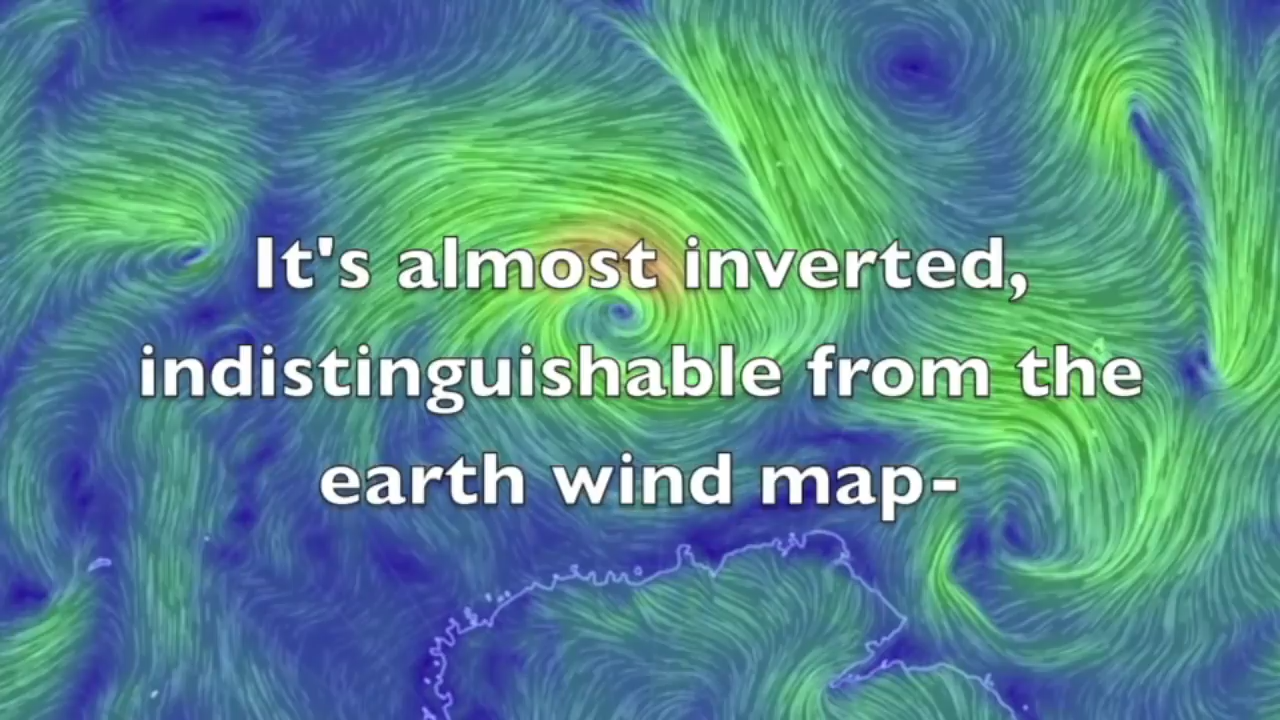 It's almost inverted,
indistinguishable from the
earth wind map-